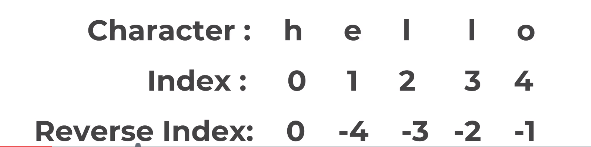 Character : h e l l o
Index : 0 1 2 3 4
Reverse Index: 0 -4 -3 -2 -1